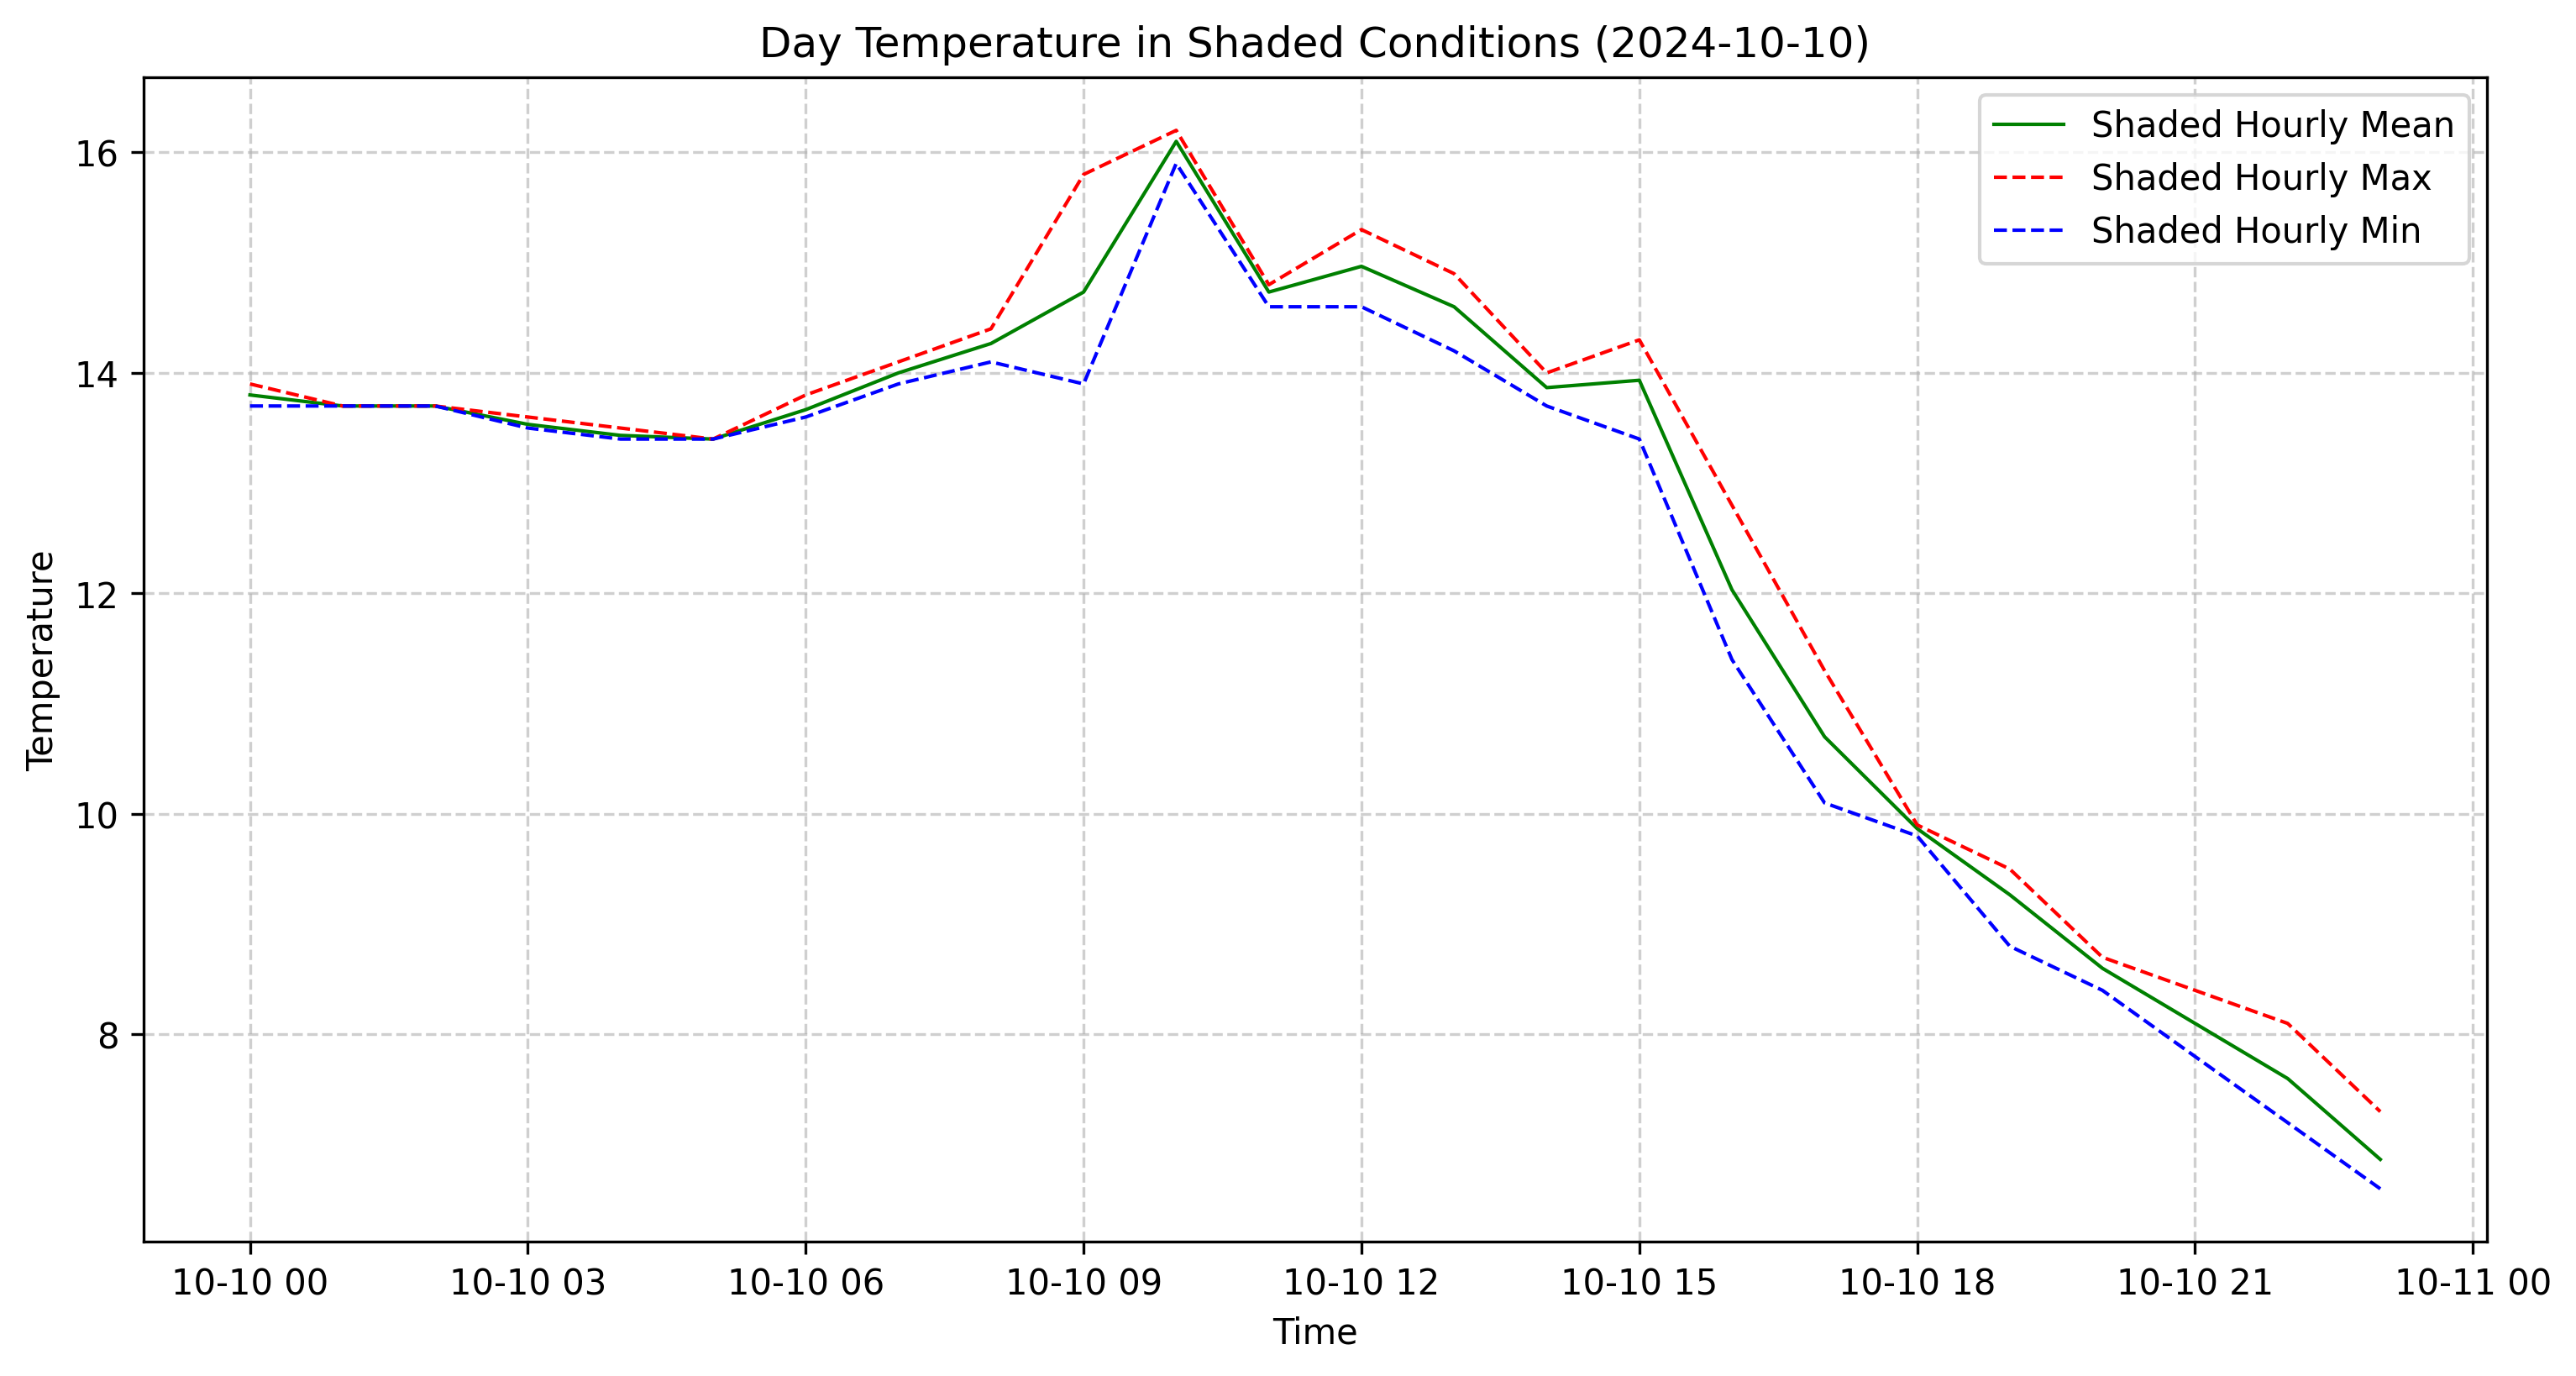 Day Temperature in Shaded Conditions (2024-10-10)
Shaded Hourly Mean
Shaded Hourly Max
Shaded Hourly Min
16
14
12
10
8
Temperature
10-10 00 10-10 03 10-10 06 10-10 09 10-10 12 10-10 15 10-10 18 10-10 21 10-11 00
Time